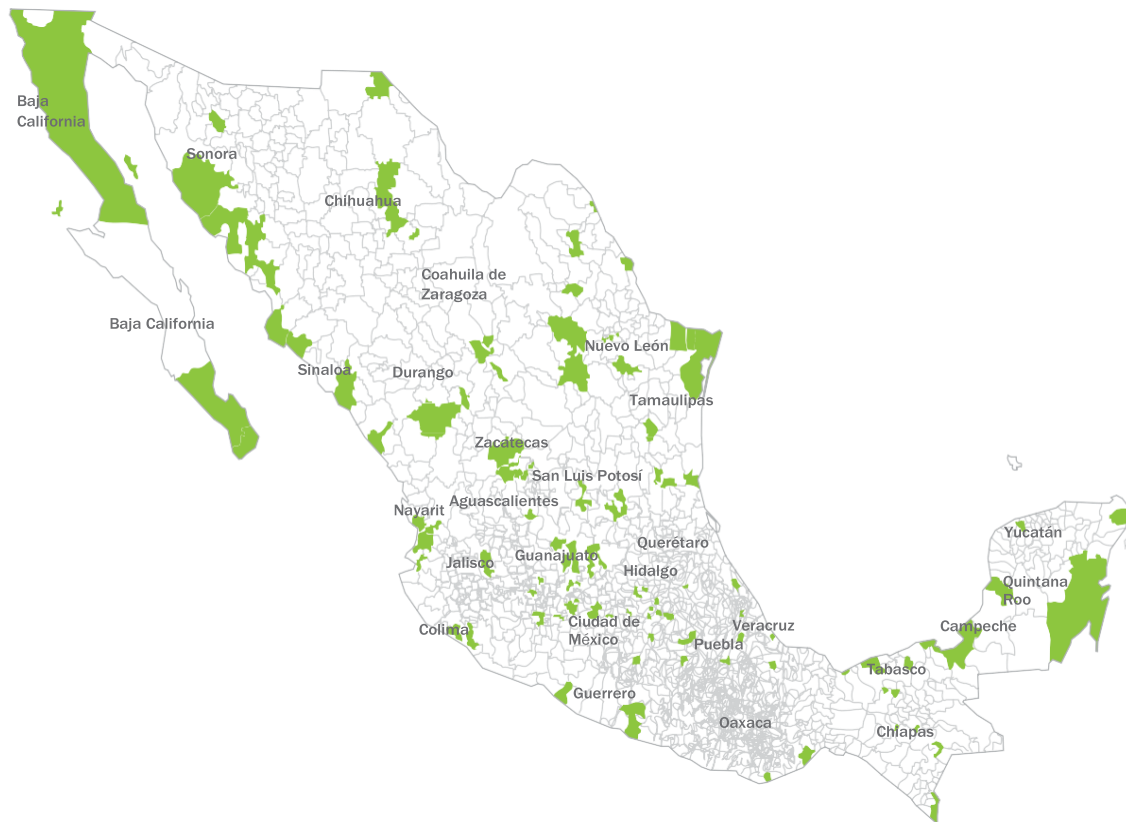 Baja
California
Sonora
Chihuahua
Coahuila de
Zaragoza
Baja California
Nuevo León
Sinaloa
Durango
Tamaulipas
Zacátecas
San Luis Potosí
Aguascalientes
Nayarit
Yucatán
Querétaro
Guanajuato
Jalisco
Hidalgo
Quintana
Roo
Colima
Ciudad de
México
Veracruz
Campeche
Puebla
Tabasco
Guerrero
Oaxaca
Chiapas